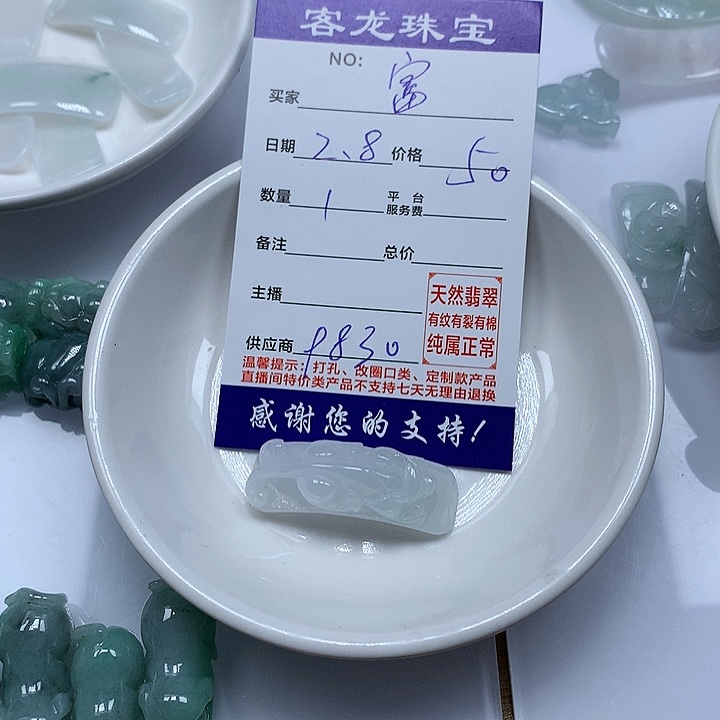 客龙珠宝
NO:
买家 富
日期 2、8 价格 50
数量 1 平台服务费
备注 总价
主播
天然翡翠
有纹有裂有棉
纯属正常
供应商 9830
温馨提示：打孔、改圈口类、定制款产品
直播间特价类产品不支持七天无理由退换
感谢您的支持！